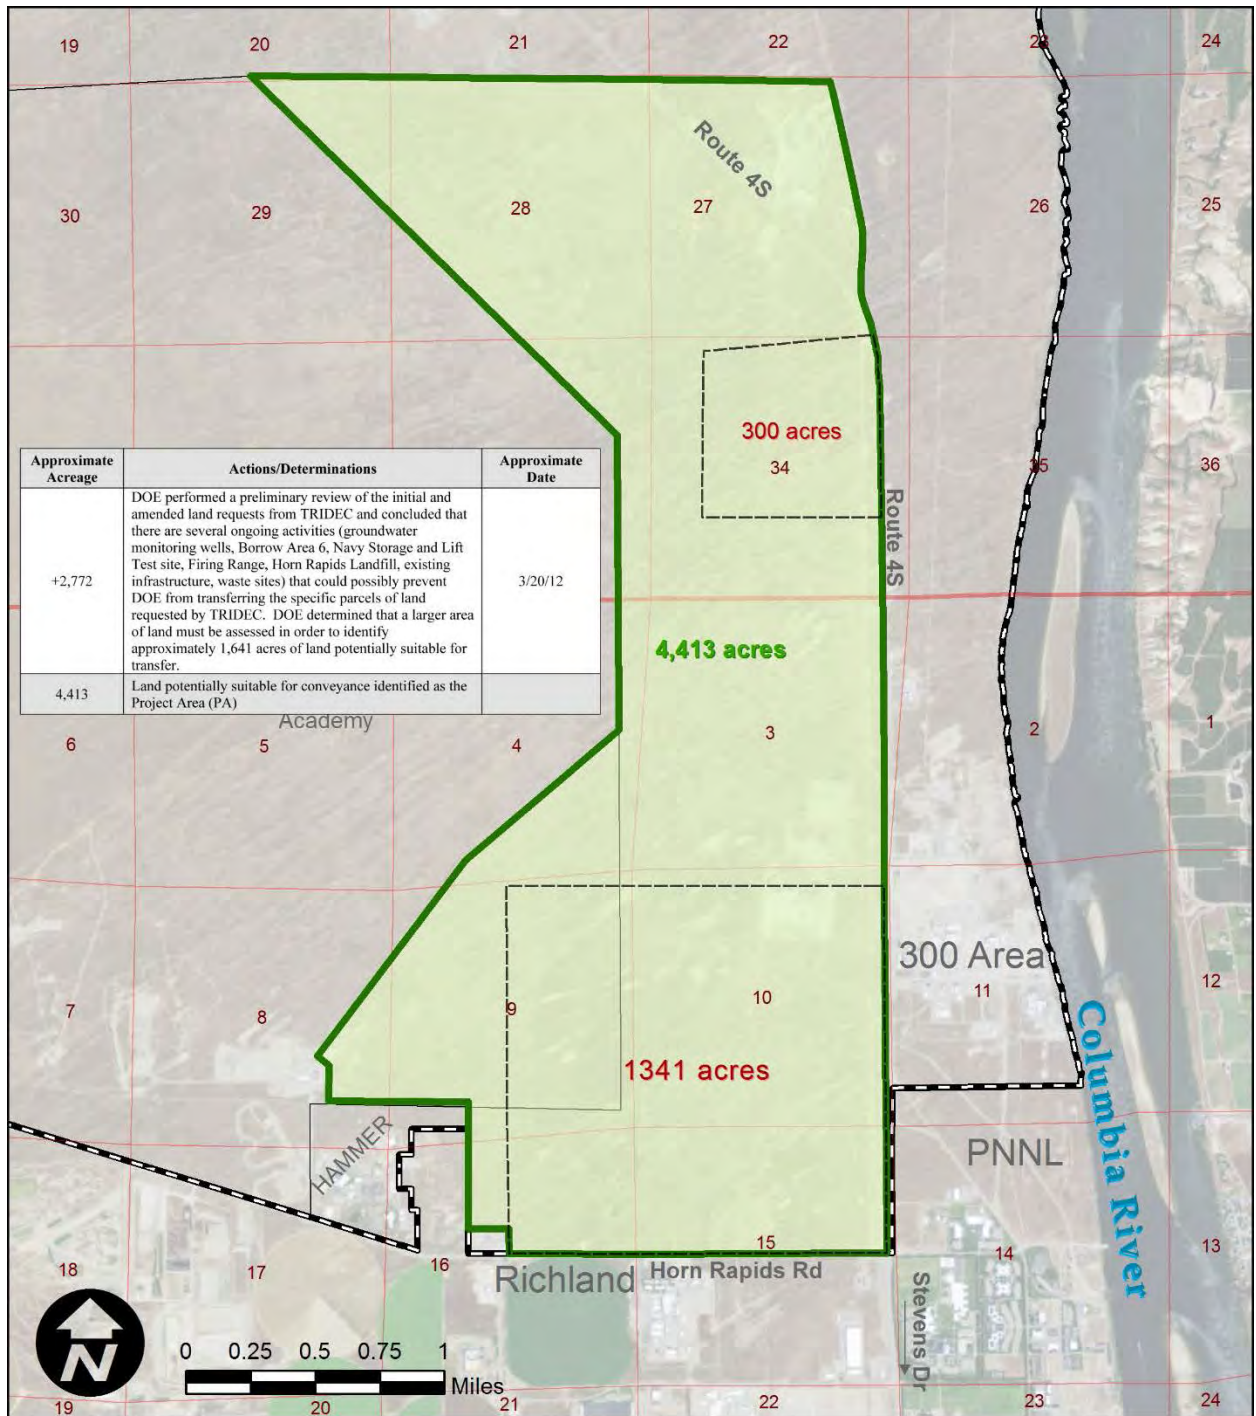 19 20 21 22 23 24
Route 4S
30 29 28 27 26 25
300 acres
34 35 36
Route 4S
Approximate Acreage | Actions/Determinations | Approximate Date
+2,772
DOE performed a preliminary review of the initial and
amended land requests from TRIDEC and concluded that
there are several ongoing activities (groundwater
monitoring wells, Borrow Area 6, Navy Storage and Lift
Test site, Firing Range, Horn Rapids Landfill, existing
infrastructure, waste sites) that could possibly prevent
DOE from transferring the specific parcels of land
requested by TRIDEC. DOE determined that a larger area
of land must be assessed in order to identify
approximately 1,641 acres of land potentially suitable for
transfer.
3/20/12
4,413
Land potentially suitable for conveyance identified as the
Project Area (PA)
4,413 acres
Academy
6 5 4 3 2 1
300 Area
7 8 9 10 11 12
1341 acres
Columbia River
HAMMER
PNNL
18 17 16 15 14 13
Richland
Horn Rapids Rd
Stevens Dr
N
0 0.25 0.5 0.75 1
Miles
19 20 21 22 23 24